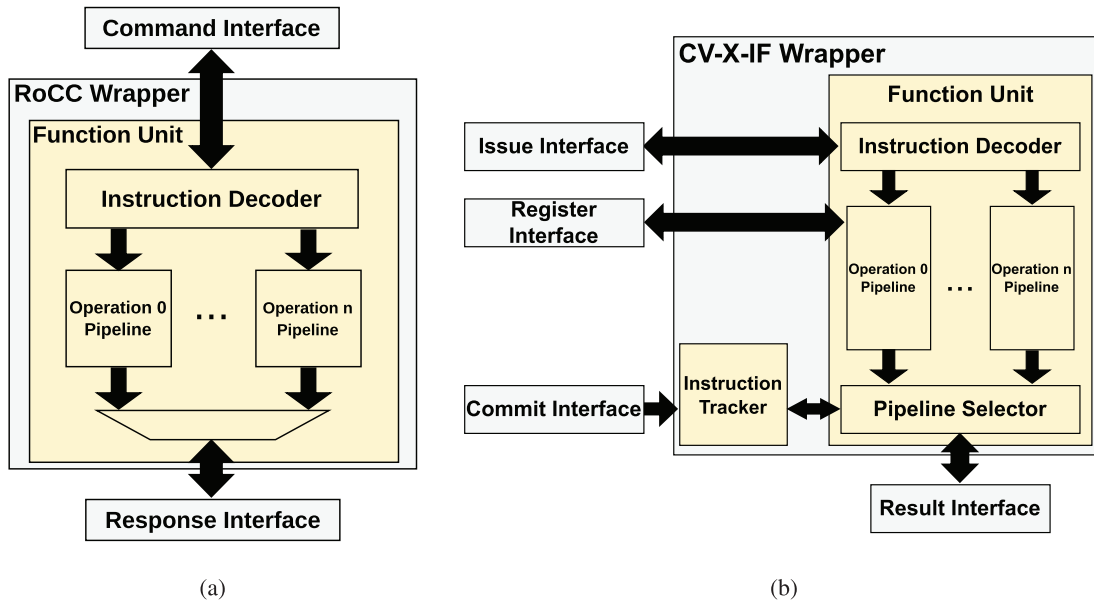 Command Interface
RoCC Wrapper
Function Unit
Instruction Decoder
Operation 0
Pipeline
...
Operation n
Pipeline
Response Interface
(a)
CV-X-IF Wrapper
Function Unit
Issue Interface
Instruction Decoder
Register
Interface
Operation 0
Pipeline
...
Operation n
Pipeline
Commit Interface
Instruction
Tracker
Pipeline Selector
Result Interface
(b)